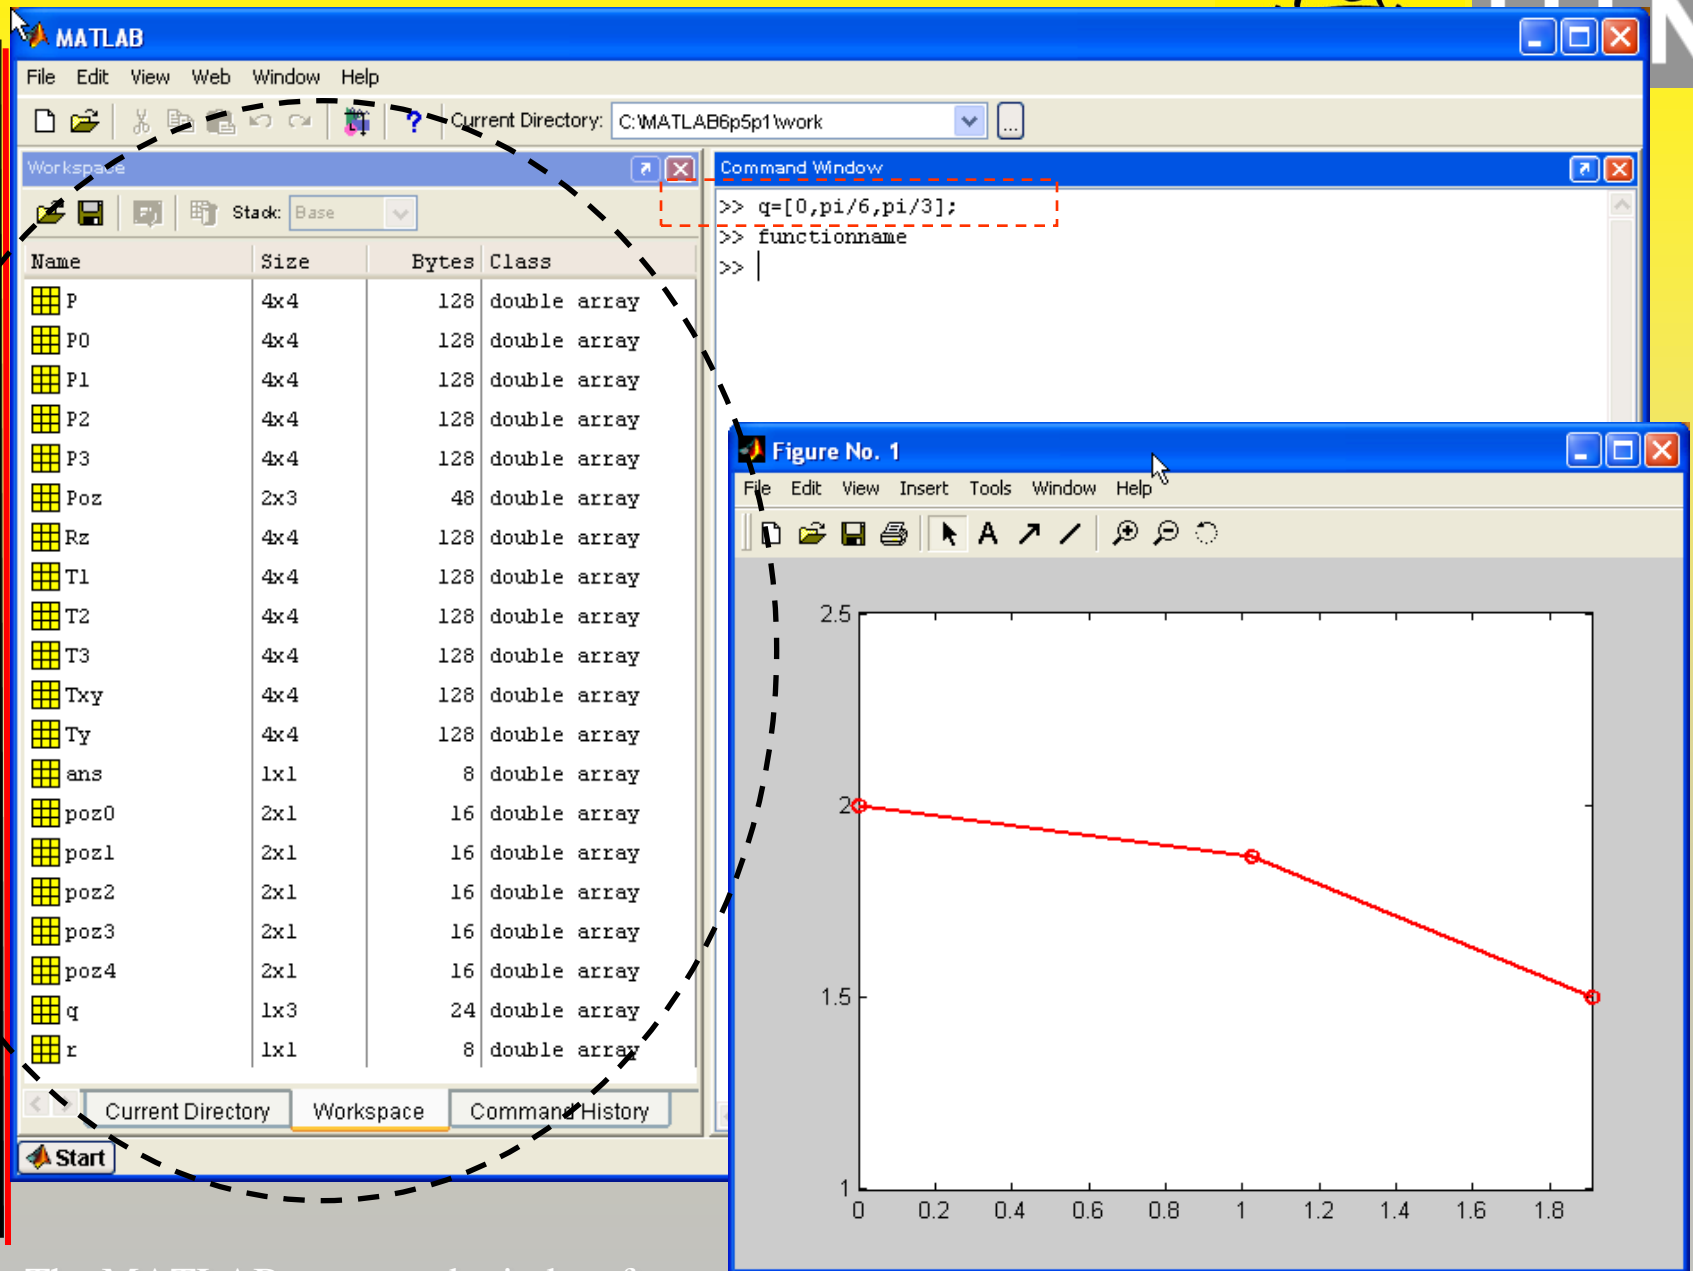 MATLAB
File Edit View Web Window Help
Current Directory: C:\MATLAB6p5p1\work
Workspace
Stack: Base
Name Size Bytes Class
P 4x4 128 double array
P0 4x4 128 double array
P1 4x4 128 double array
P2 4x4 128 double array
P3 4x4 128 double array
Poz 2x3 48 double array
Rz 4x4 128 double array
T1 4x4 128 double array
T2 4x4 128 double array
T3 4x4 128 double array
Txy 4x4 128 double array
Ty 4x4 128 double array
ans 1x1 8 double array
poz0 2x1 16 double array
poz1 2x1 16 double array
poz2 2x1 16 double array
poz3 2x1 16 double array
poz4 2x1 16 double array
q 1x3 24 double array
r 1x1 8 double array
Current Directory Workspace Command History
Start
Command Window
>> q=[0,pi/6,pi/3];
>> functionname
>>
Figure No. 1
File Edit View Insert Tools Window Help
A
2.5
2
1.5
1
0 0.2 0.4 0.6 0.8 1 1.2 1.4 1.6 1.8
The MATLAB